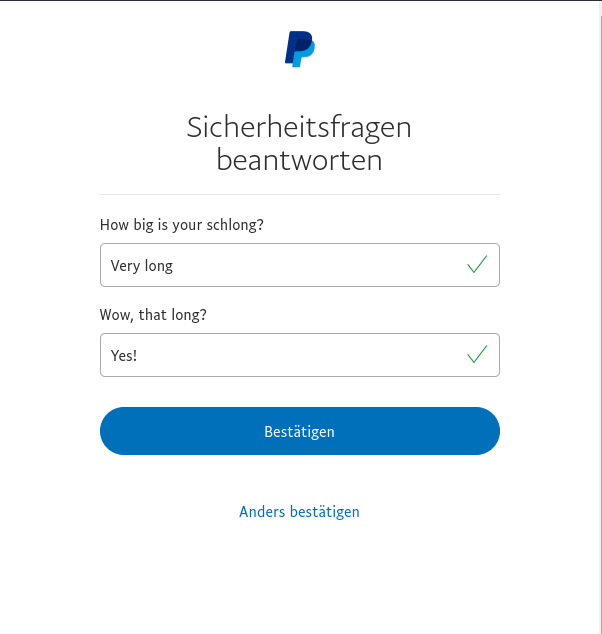 Sicherheitsfragen
beantworten
How big is your schlong?
Very long
Wow, that long?
Yes!
Bestätigen
Anders bestätigen